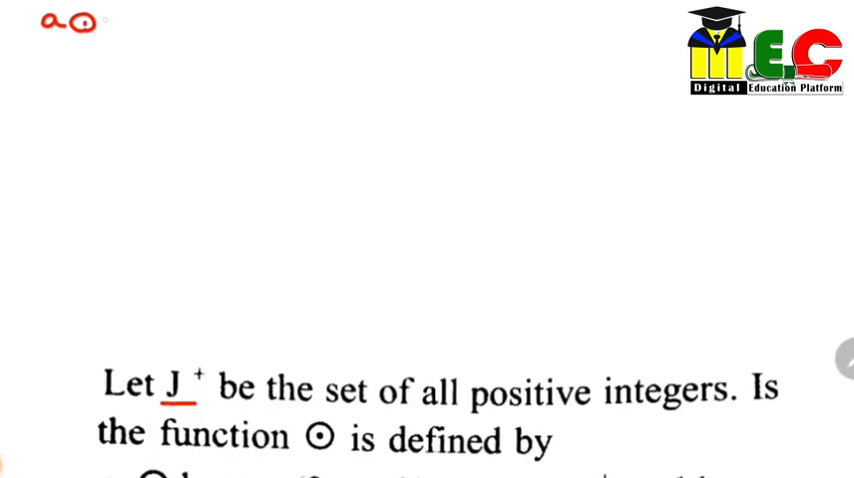 a⊙
M.E.C
Digital Education Platform
Let J⁺ be the set of all positive integers. Is
the function ⊙ is defined by